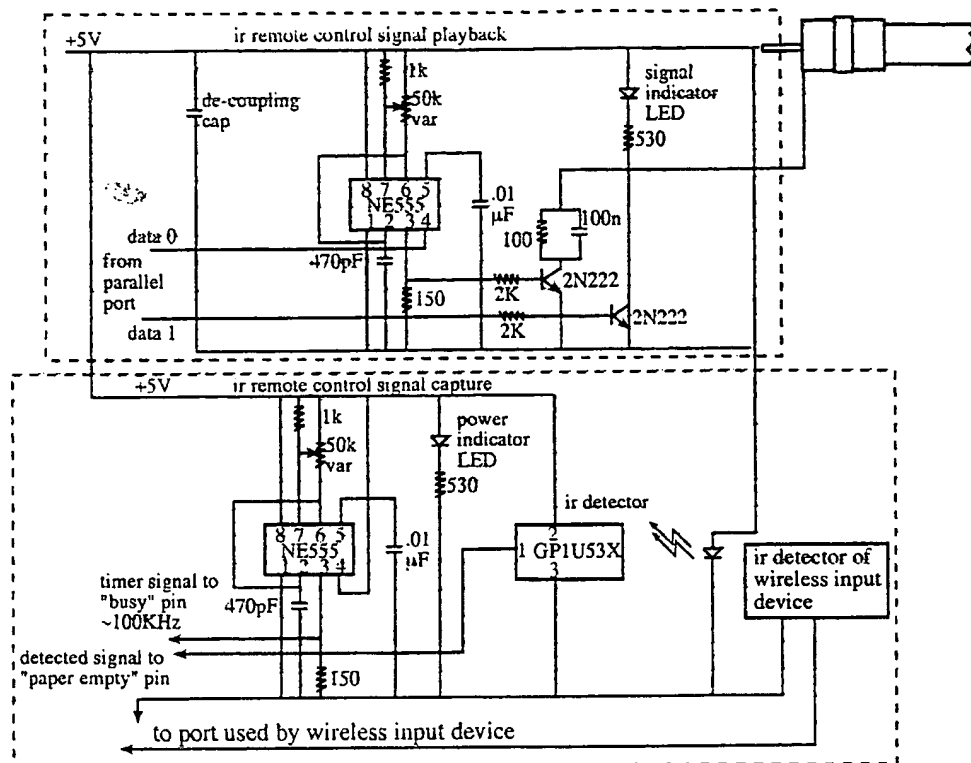 +5V
ir remote control signal playback
1k
50k
var
de-coupling
cap
signal
indicator
LED
530
8 7 6 5
NE555
1 2 3 4
.01
µF
100
100n
data 0
from
parallel
port
data 1
470pF
150
2K
2N222
2K
2N222
+5V
ir remote control signal capture
1k
50k
var
power
indicator
LED
530
ir detector
8 7 6 5
NE555
1 2 3 4
.01
µF
2
1 GP1U53X
3
ir detector of
wireless input
device
timer signal to
"busy" pin
~100KHz
470pF
detected signal to
"paper empty" pin
150
to port used by wireless input device